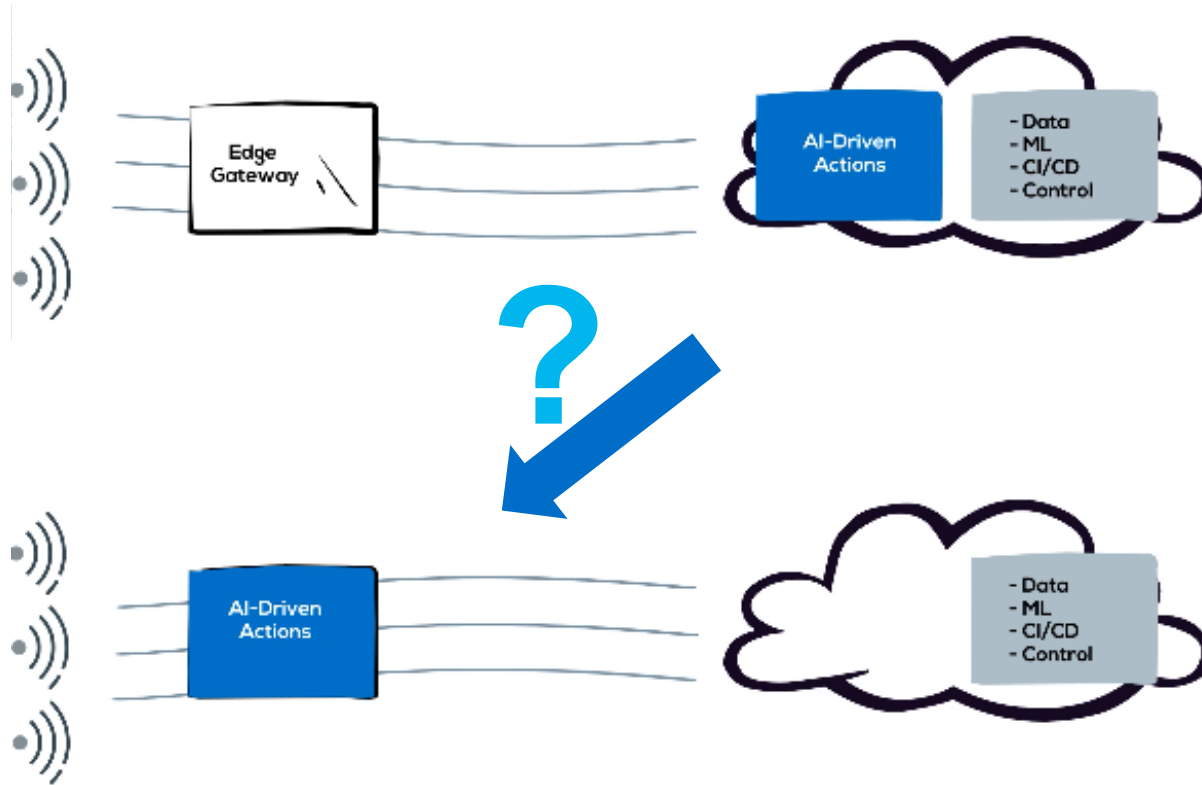 Edge
Gateway
AI-Driven
Actions
- Data
- ML
- CI/CD
- Control
?
AI-Driven
Actions
- Data
- ML
- CI/CD
- Control